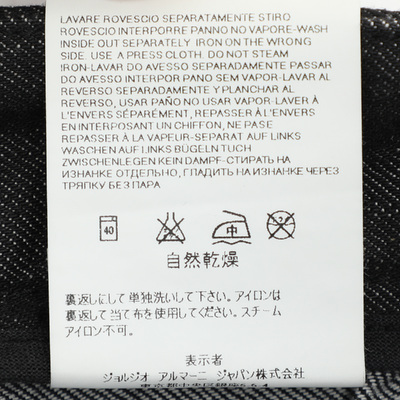 LAVARE ROVESCIO SEPARATAMENTE STIRO
ROVESCIO INTERPORRE PANNO NO VAPORE-WASH
INSIDE OUT SEPARATELY IRON ON THE WRONG
SIDE. USE A PRESS CLOTH. DO NOT STEAM
IRON-LAVAR DO AVESSO SEPARADAMENTE PASSAR
DO AVESSO INTERPOR PANO SEM VAPOR-LAVAR AL
REVERSO SEPARADAMENTE Y PLANCHAR AL
REVERSO, USAR PAÑO NO USAR VAPOR-LAVER À
L'ENVERS SÉPARÉMENT, REPASSER À L'ENVERS
EN INTERPOSANT UN CHIFFON, NE PASE
REPASSER À LA VAPEUR-SEPARAT AUF LINKS
WASCHEN AUF LINKS BÜGELN TUCH
ZWISCHENLEGEN KEIN DAMPF-СТИРАТЬ НА
ИЗНАНКЕ ОТДЕЛЬНО, ГЛАДИТЬ НА ИЗНАНКЕ ЧЕРЕЗ
ТРЯПКУ БЕЗ ПАРА
40 中
自然乾燥
裏返しにして単独洗いして下さい。アイロンは
裏返して当て布を使用してください。スチーム
アイロン不可。
表示者
ジョルジオ アルマーニ ジャパン株式会社